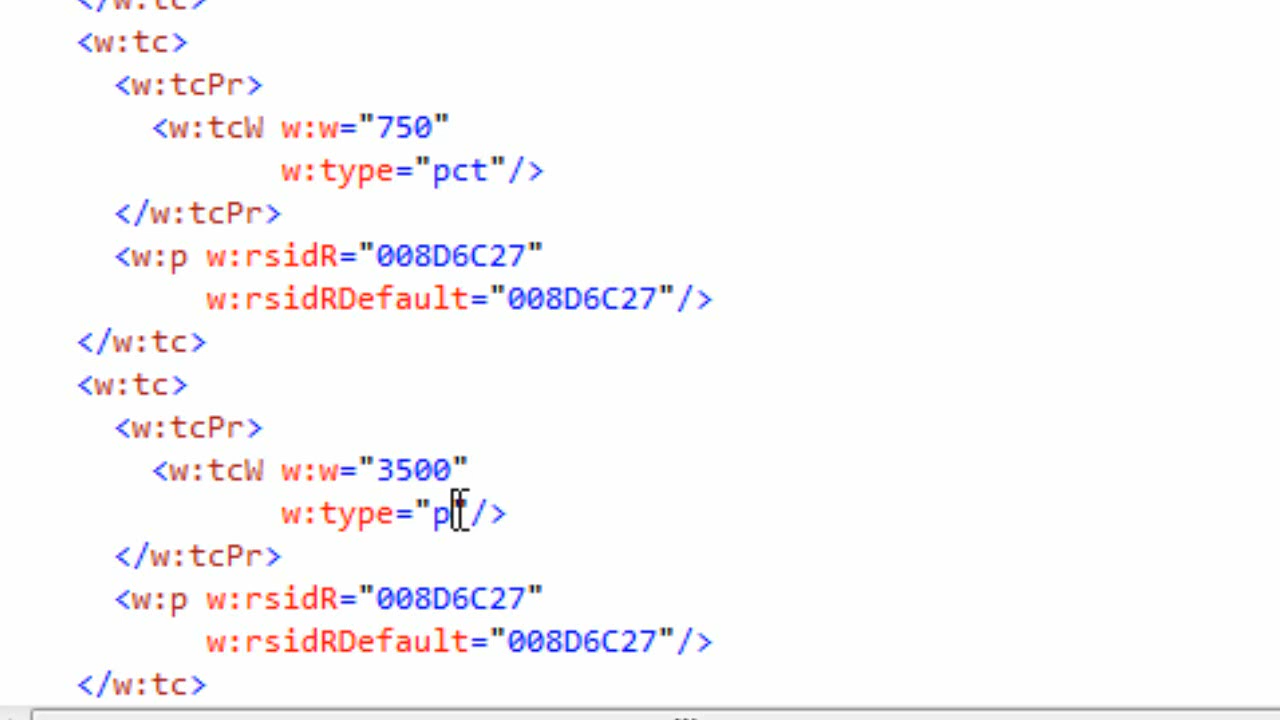 </w:tc>
<w:tc>
<w:tcPr>
<w:tcW w:w="750"
w:type="pct"/>
</w:tcPr>
<w:p w:rsidR="008D6C27"
w:rsidRDefault="008D6C27"/>
</w:tc>
<w:tc>
<w:tcPr>
<w:tcW w:w="3500"
w:type="p"/>
</w:tcPr>
<w:p w:rsidR="008D6C27"
w:rsidRDefault="008D6C27"/>
</w:tc>